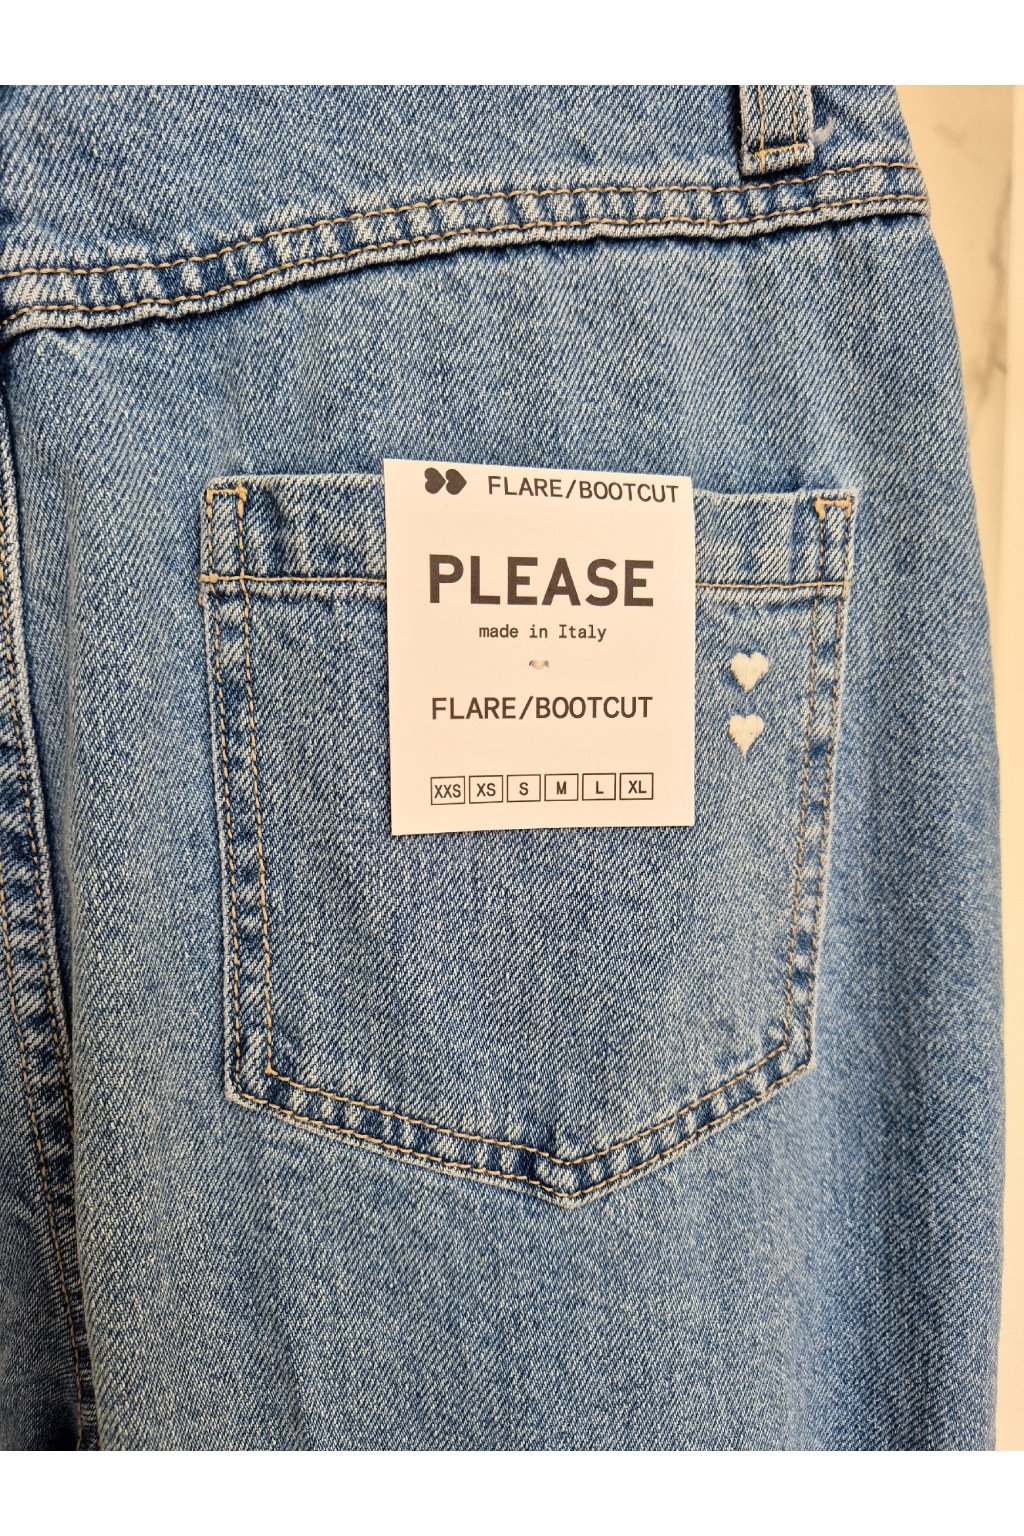 FLARE/BOOTCUT
PLEASE
made in Italy
FLARE/BOOTCUT
XXS XS S M L XL